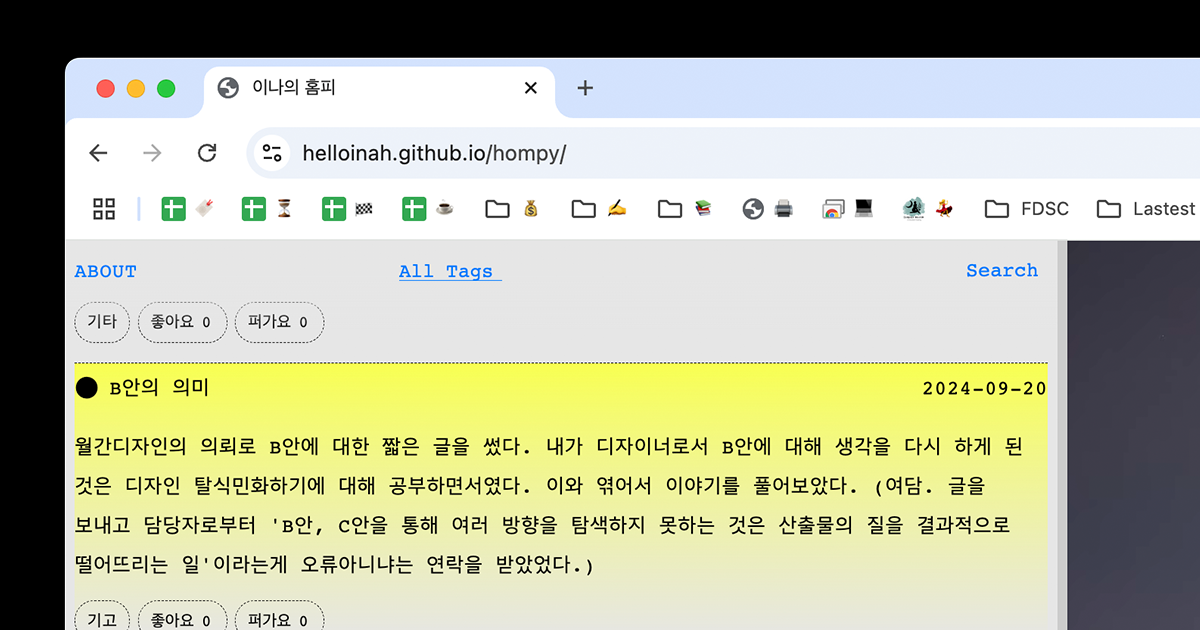 이나의 홈피
helloinah.github.io/hompy/
FDSC Lastest
ABOUT All Tags Search
기타 좋아요 0 퍼가요 0
B안의 의미 2024-09-20
월간디자인의 의뢰로 B안에 대한 짧은 글을 썼다. 내가 디자이너로서 B안에 대해 생각을 다시 하게 된
것은 디자인 탈식민화하기에 대해 공부하면서였다. 이와 엮어서 이야기를 풀어보았다. (여담. 글을
보내고 담당자로부터 'B안, C안을 통해 여러 방향을 탐색하지 못하는 것은 산출물의 질을 결과적으로
떨어뜨리는 일'이라는게 오류아니냐는 연락을 받았었다.)
기고 좋아요 0 퍼가요 0